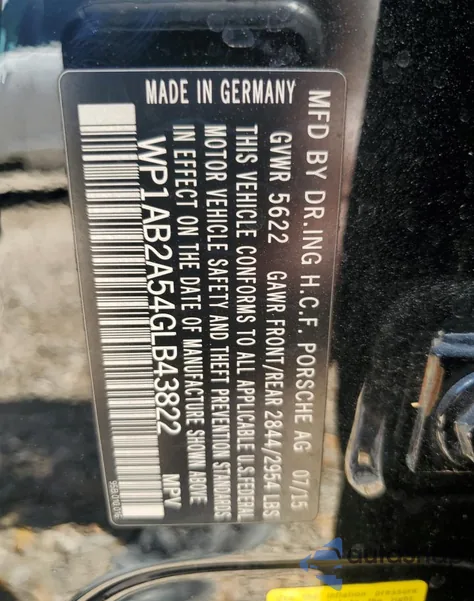 MFD BY DR.ING H.C.F. PORSCHE AG 07/15
GVWR 5622 GAWR FRONT/REAR 2844/2954 LBS
THIS VEHICLE CONFORMS TO ALL APPLICABLE U.S.FEDERAL
MOTOR VEHICLE SAFETY AND THEFT PREVENTION STANDARDS
IN EFFECT ON THE DATE OF MANUFACTURE SHOWN ABOVE
WP1AB2A54GLB43822 MPV
MADE IN GERMANY